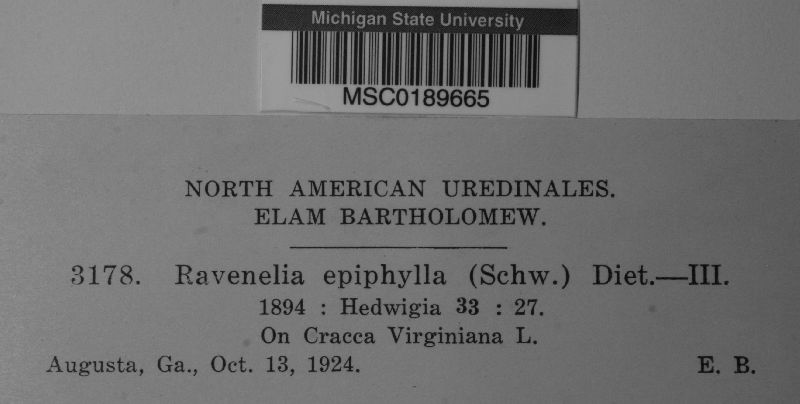 Michigan State University
MSC0189665
NORTH AMERICAN UREDINALES.
ELAM BARTHOLOMEW.
3178. Ravenelia epiphylla (Schw.) Diet.—III.
1894 : Hedwigia 33 : 27.
On Cracca Virginiana L.
Augusta, Ga., Oct. 13, 1924. E. B.